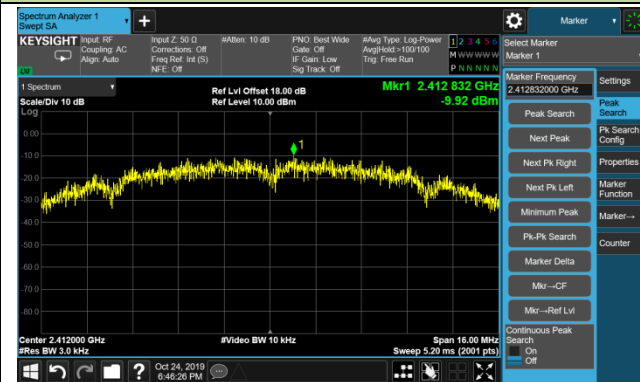 Spectrum Analyzer 1
Swept SA
Marker
KEYSIGHT
Input: RF
Coupling: AC
Align: Auto
Input Z: 50 Ω
Corrections: Off
Freq Ref: Int (S)
NFE: Off
#Atten: 10 dB
PNO: Best Wide
Gate: Off
IF Gain: Low
Sig Track: Off
#Avg Type: Log-Power
Avg|Hold:>100/100
Trig: Free Run
1 2 3 4 5 6
M W W W W W
P N N N N N
LXI
Select Marker
Marker 1
1 Spectrum
Scale/Div 10 dB
Log
Ref Lvl Offset 18.00 dB
Ref Level 10.00 dBm
Mkr1 2.412 832 GHz
-9.92 dBm
1
0.00
-10.0
-20.0
-30.0
-40.0
-50.0
-60.0
-70.0
-80.0
Center 2.412000 GHz
#Res BW 3.0 kHz
#Video BW 10 kHz
Span 16.00 MHz
Sweep 5.20 ms (2001 pts)
Marker Frequency
2.412832000 GHz
Peak Search
Next Peak
Next Pk Right
Next Pk Left
Minimum Peak
Pk-Pk Search
Marker Delta
Mkr→CF
Mkr→Ref Lvl
Continuous Peak
Search
On
Off
Settings
Peak
Search
Pk Search
Config
Properties
Marker
Function
Marker→
Counter
Oct 24, 2019
6:46:26 PM